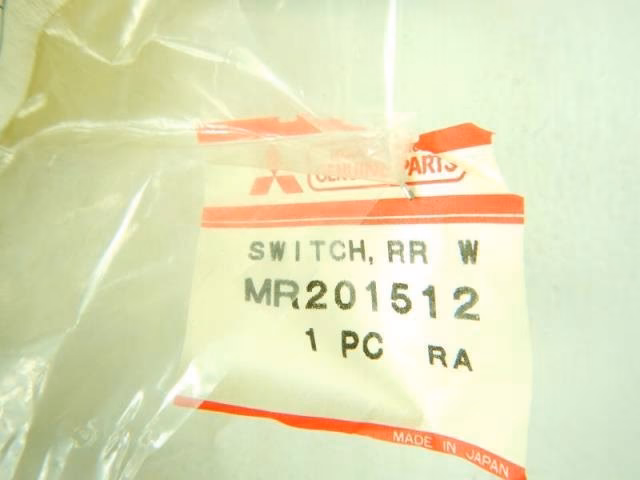 GENUINE PARTS
SWITCH, RR W
MR201512
1 PC RA
MADE IN JAPAN